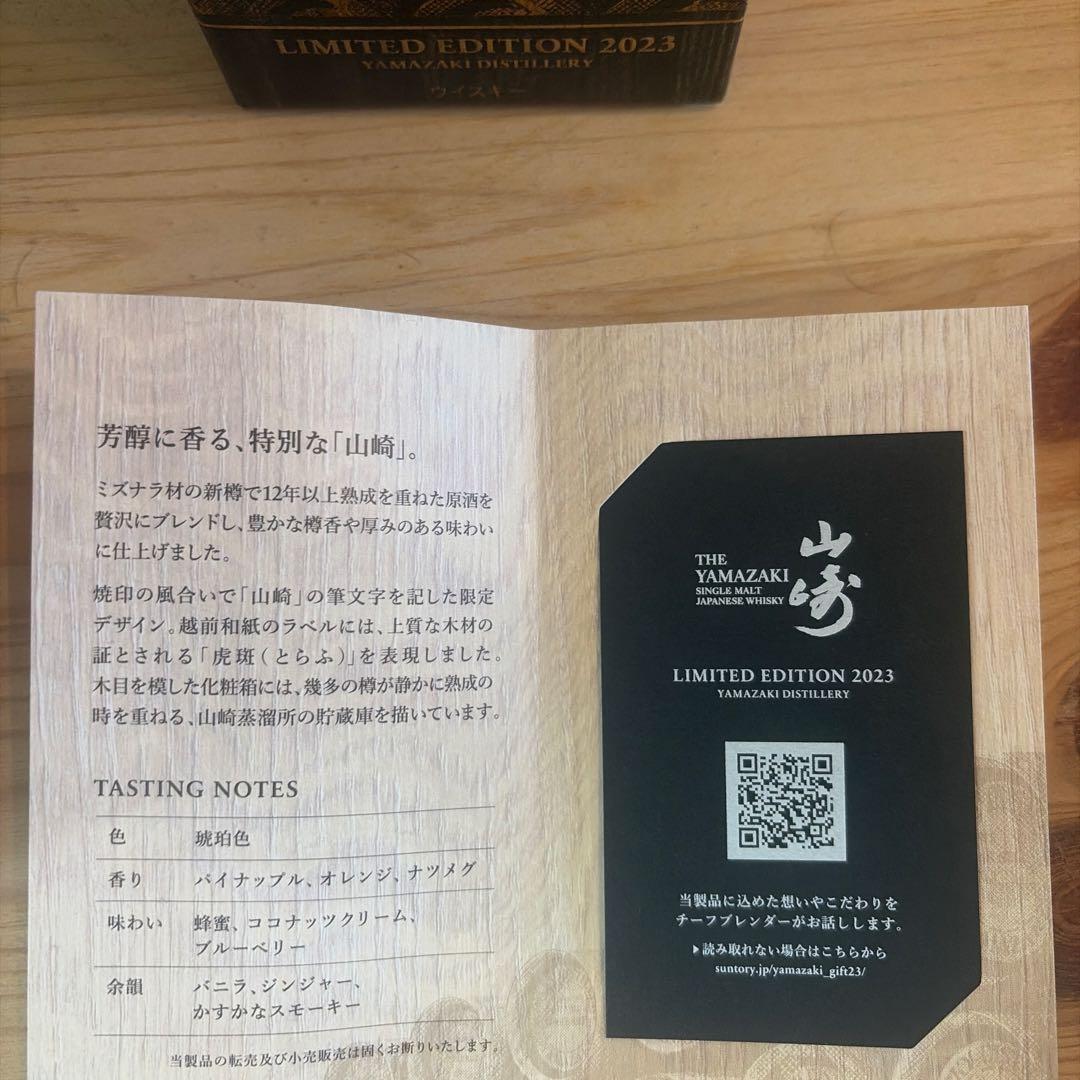 LIMITED EDITION 2023
YAMAZAKI DISTILLERY
ウイスキー
芳醇に香る、特別な「山崎」。
ミズナラ材の新樽で12年以上熟成を重ねた原酒を
贅沢にブレンドし、豊かな樽香や厚みのある味わい
に仕上げました。
焼印の風合いで「山崎」の筆文字を記した限定
デザイン。越前和紙のラベルには、上質な木材の
証とされる「虎斑(とらふ)」を表現しました。
木目を模した化粧箱には、幾多の樽が静かに熟成の
時を重ねる、山崎蒸溜所の貯蔵庫を描いています。
TASTING NOTES
色 琥珀色
香り パイナップル、オレンジ、ナツメグ
味わい 蜂蜜、ココナッツクリーム、
ブルーベリー
余韻 バニラ、ジンジャー、
かすかなスモーキー
当製品の転売及び小売販売は固くお断りいたします。
山崎
THE
YAMAZAKI
SINGLE MALT
JAPANESE WHISKY
LIMITED EDITION 2023
YAMAZAKI DISTILLERY
当製品に込めた想いやこだわりを
チーフブレンダーがお話しします。
▶読み取れない場合はこちらから
suntory.jp/yamazaki_gift23/